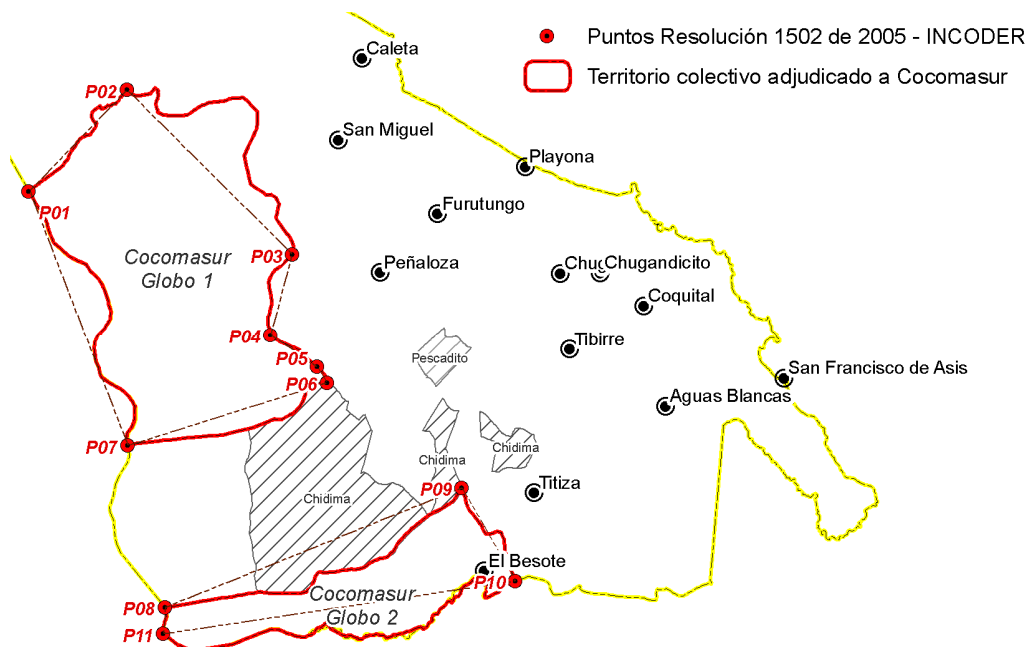 Puntos Resolución 1502 de 2005 - INCODER
Caleta
Territorio colectivo adjudicado a Cocomasur
P02
San Miguel
Playona
P01
Furutungo
P03
Cocomasur
Globo 1
Peñaloza
Chug
Chugandicito
Coquital
P04
Tibirre
P05
Pescadito
San Francisco de Asis
P06
Aguas Blancas
P07
Chidima
Chidima
P09
Titiza
Chidima
El Besote
P10
Cocomasur
Globo 2
P08
P11